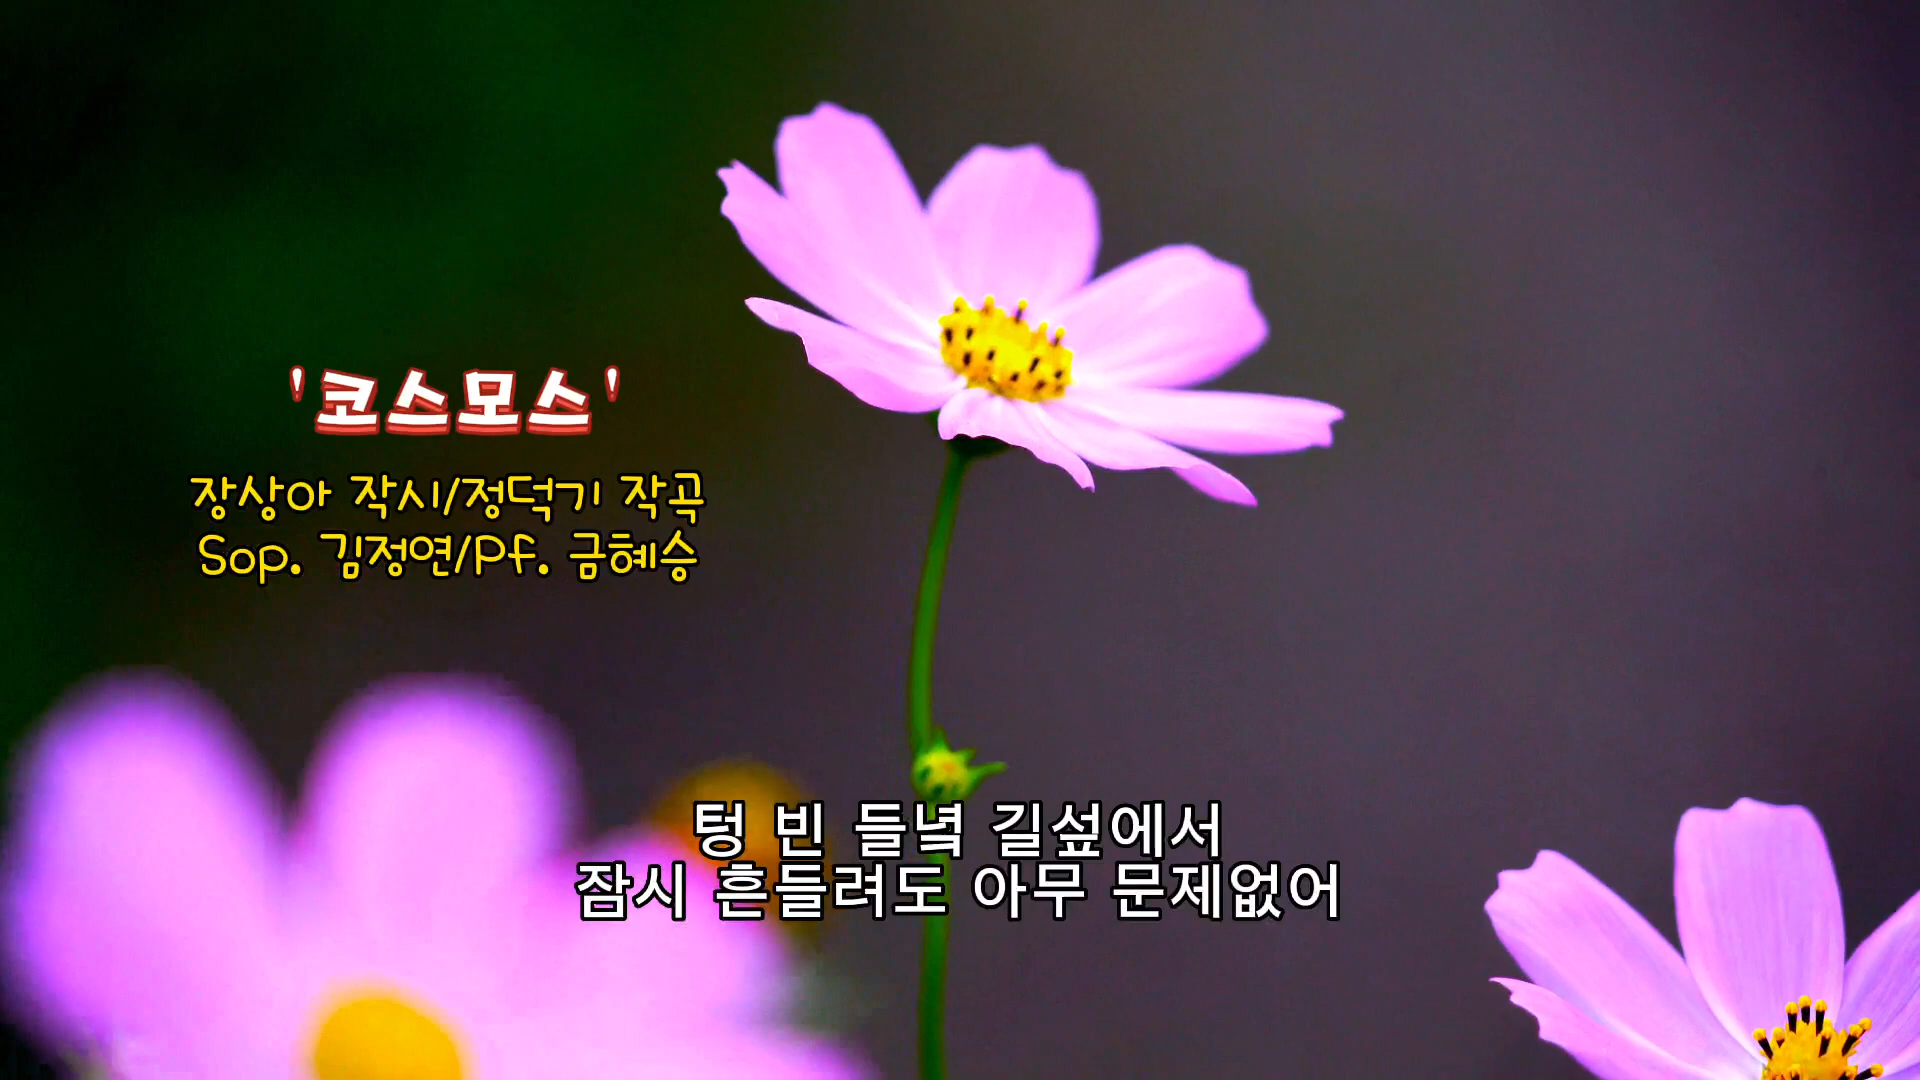 '코스모스'
장상아 작시/정덕기 작곡
Sop. 김정연/Pf. 금혜승
텅 빈 들녘 길섶에서
잠시 흔들려도 아무 문제없어